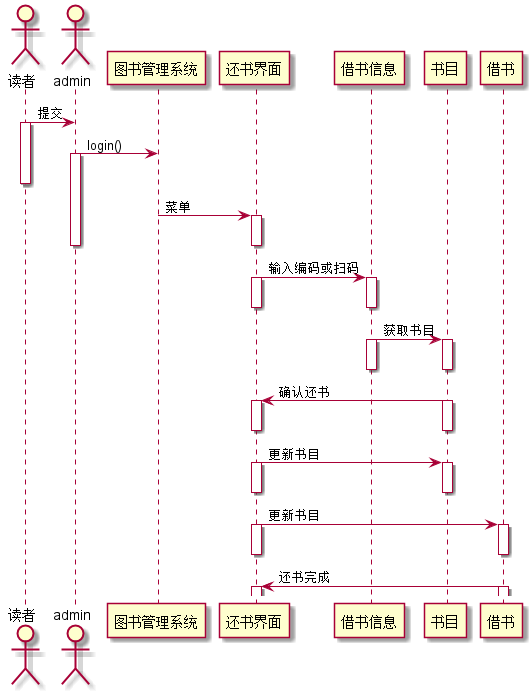 读者
admin
图书管理系统
还书界面
借书信息
书目
借书
提交
login()
菜单
输入编码或扫码
获取书目
确认还书
更新书目
更新书目
还书完成
读者
admin
图书管理系统
还书界面
借书信息
书目
借书